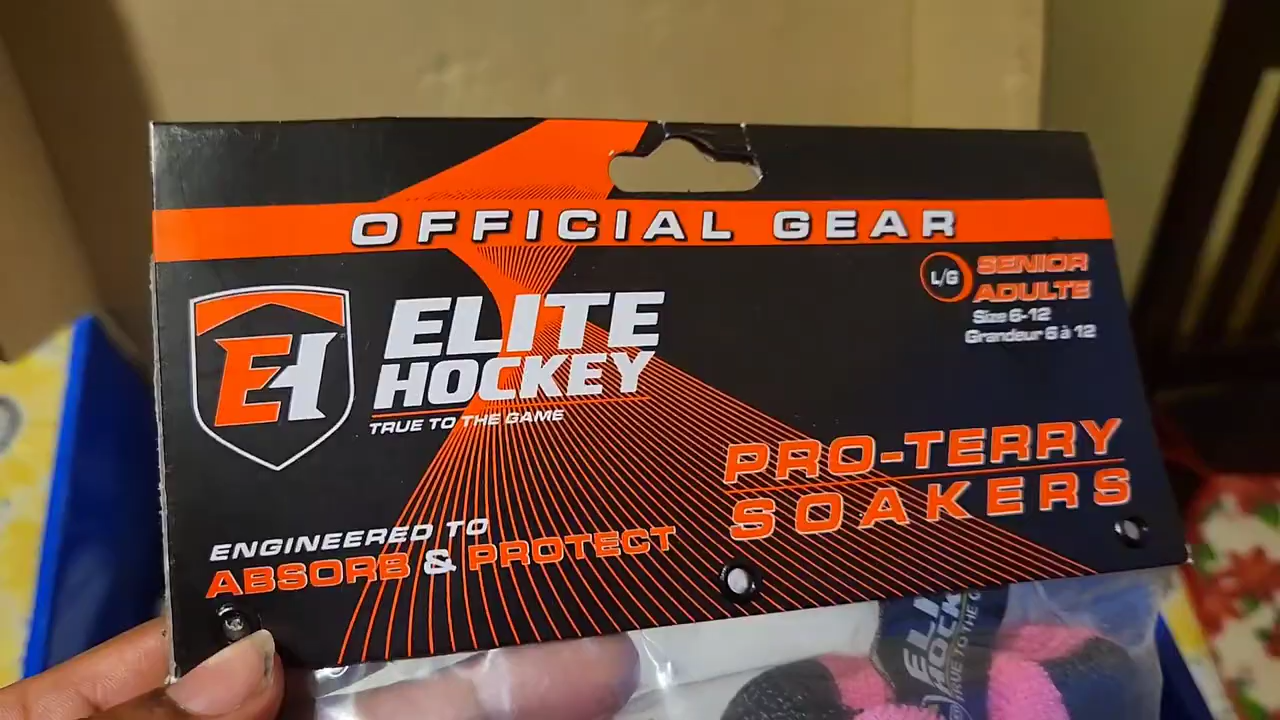 OFFICIAL GEAR
L/G
SENIOR
ADULTE
Size 6-12
Grandeur 6 à 12
EH
ELITE
HOCKEY
TRUE TO THE GAME
PRO-TERRY
SOAKERS
ENGINEERED TO
ABSORB & PROTECT